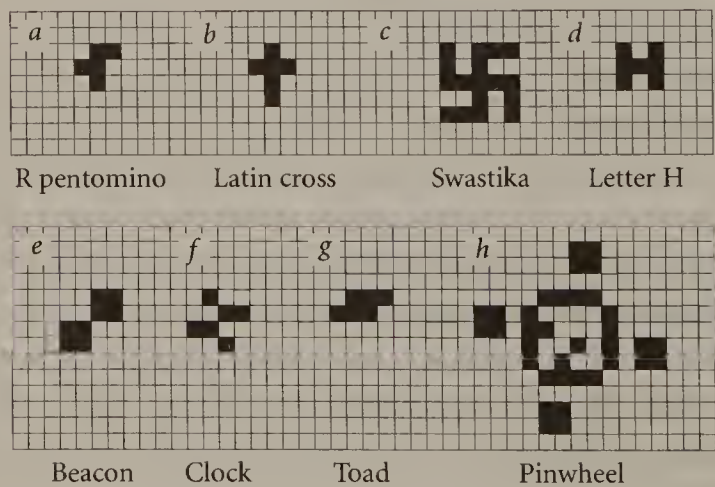 a b c d
R pentomino Latin cross Swastika Letter H
e f g h
Beacon Clock Toad Pinwheel